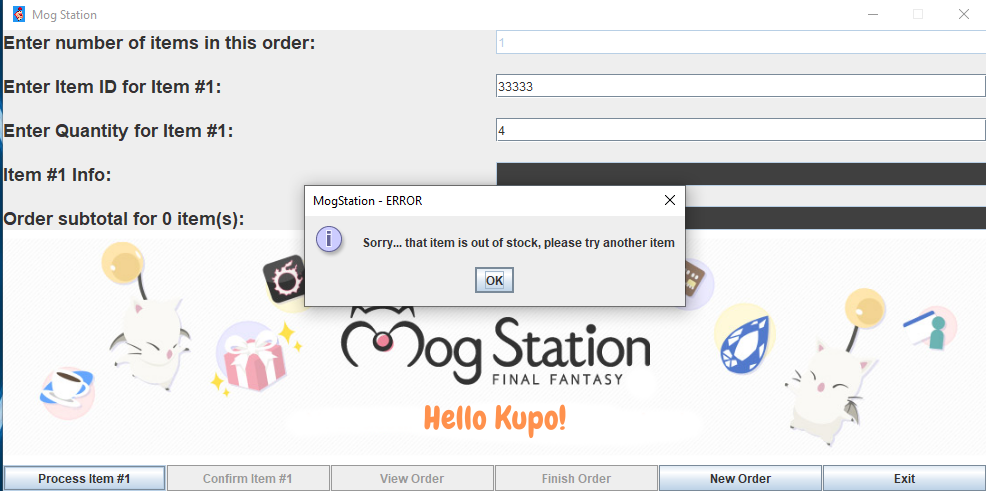 Mog Station
Enter number of items in this order:
1
Enter Item ID for Item #1:
33333
Enter Quantity for Item #1:
4
Item #1 Info:
Order subtotal for 0 item(s):
MogStation - ERROR
Sorry... that item is out of stock, please try another item
OK
Mog Station
FINAL FANTASY
Hello Kupo!
Process Item #1
Confirm Item #1
View Order
Finish Order
New Order
Exit